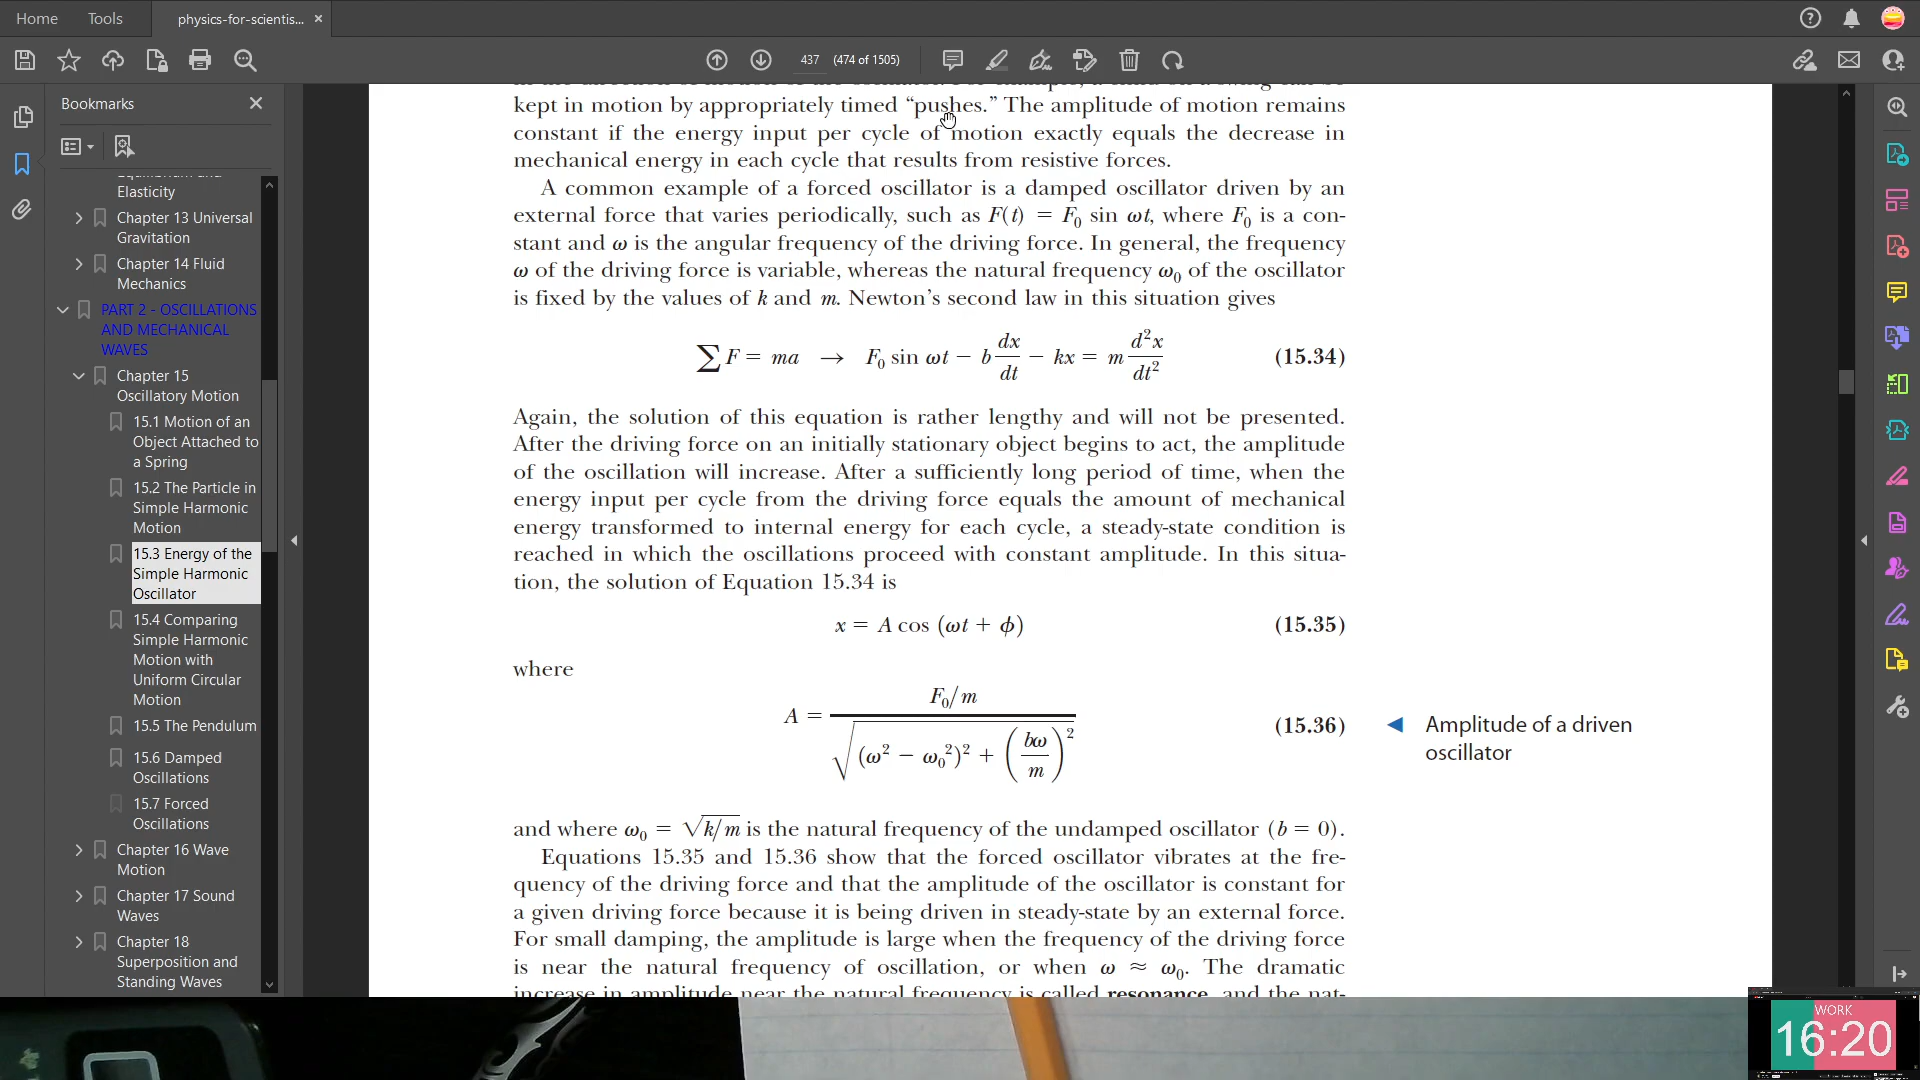 Home
Tools
physics-for-scientis...
437 (474 of 1505)
Bookmarks
Elasticity
Chapter 13 Universal
Gravitation
Chapter 14 Fluid
Mechanics
PART 2 - OSCILLATIONS
AND MECHANICAL
WAVES
Chapter 15
Oscillatory Motion
15.1 Motion of an
Object Attached to
a Spring
15.2 The Particle in
Simple Harmonic
Motion
15.3 Energy of the
Simple Harmonic
Oscillator
15.4 Comparing
Simple Harmonic
Motion with
Uniform Circular
Motion
15.5 The Pendulum
15.6 Damped
Oscillations
15.7 Forced
Oscillations
Chapter 16 Wave
Motion
Chapter 17 Sound
Waves
Chapter 18
Superposition and
Standing Waves
kept in motion by appropriately timed “pushes.” The amplitude of motion remains
constant if the energy input per cycle of motion exactly equals the decrease in
mechanical energy in each cycle that results from resistive forces.
A common example of a forced oscillator is a damped oscillator driven by an
external force that varies periodically, such as F(t) = F₀ sin ωt, where F₀ is a con-
stant and ω is the angular frequency of the driving force. In general, the frequency
ω of the driving force is variable, whereas the natural frequency ω₀ of the oscillator
is fixed by the values of k and m. Newton’s second law in this situation gives
∑ F = ma → F₀ sin ωt − b dx/dt − kx = m d²x/dt² (15.34)
Again, the solution of this equation is rather lengthy and will not be presented.
After the driving force on an initially stationary object begins to act, the amplitude
of the oscillation will increase. After a sufficiently long period of time, when the
energy input per cycle from the driving force equals the amount of mechanical
energy transformed to internal energy for each cycle, a steady-state condition is
reached in which the oscillations proceed with constant amplitude. In this situa-
tion, the solution of Equation 15.34 is
x = A cos (ωt + ϕ) (15.35)
where
A = F₀/m / √((ω² − ω₀²)² + (bω/m)²) (15.36)
Amplitude of a driven
oscillator
and where ω₀ = √k/m is the natural frequency of the undamped oscillator (b = 0).
Equations 15.35 and 15.36 show that the forced oscillator vibrates at the fre-
quency of the driving force and that the amplitude of the oscillator is constant for
a given driving force because it is being driven in steady-state by an external force.
For small damping, the amplitude is large when the frequency of the driving force
is near the natural frequency of oscillation, or when ω ≈ ω₀. The dramatic
increase in amplitude near the natural frequency is called resonance, and the nat-
WORK
16:20